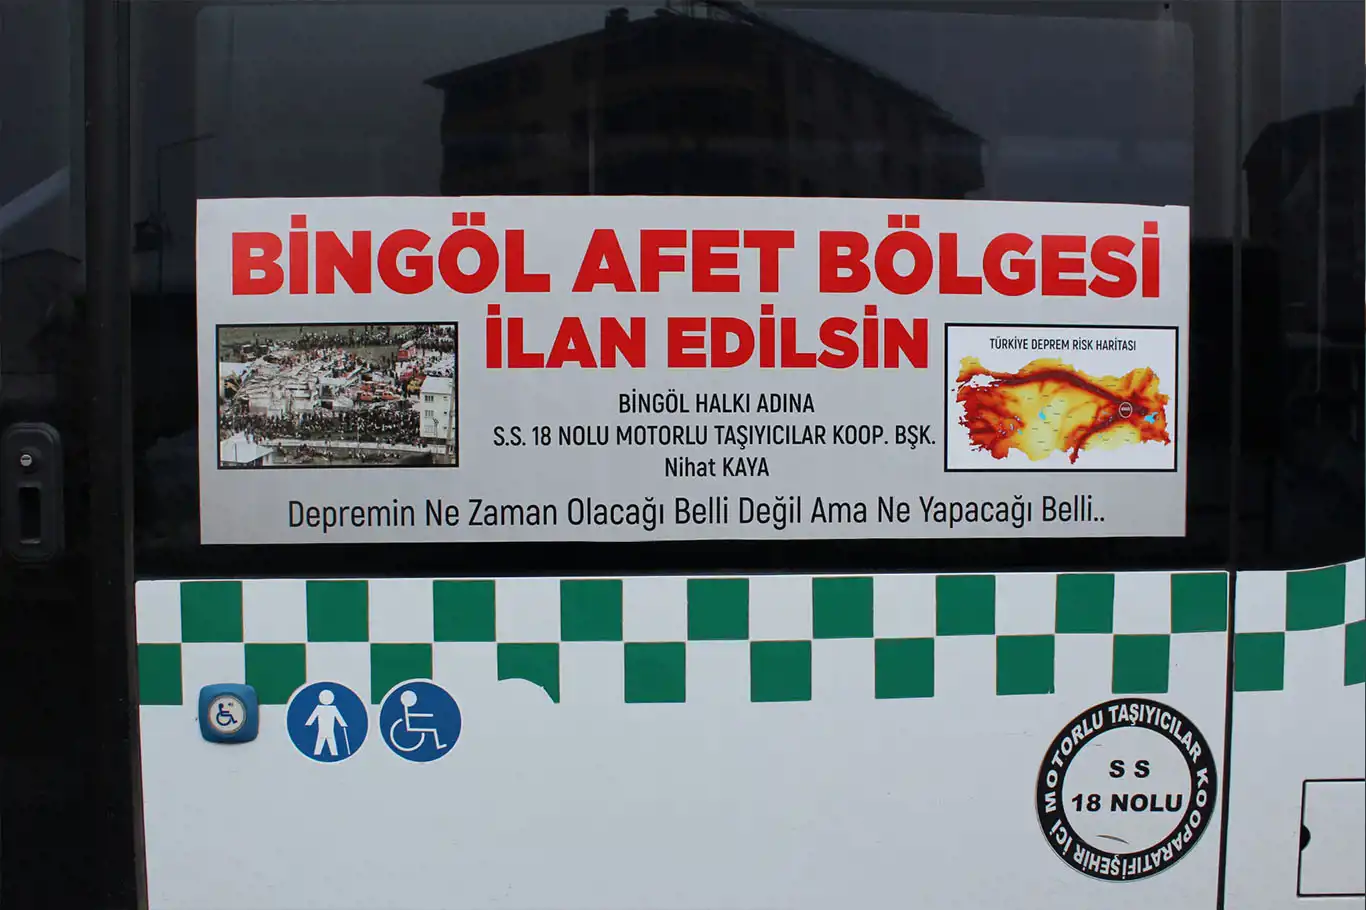 BİNGÖL AFET BÖLGESİ
İLAN EDİLSİN
TÜRKİYE DEPREM RISK HARİTASI
BİNGÖL HALKI ADINA
S.S. 18 NOLU MOTORLU TAŞIYICILAR KOOP. BŞK.
Nihat KAYA
Depremin Ne Zaman Olacağı Belli Değil Ama Ne Yapacağı Belli..
ŞEHİR İÇİ MOTORLU TAŞIYICILAR KOOPARATİFİ
S S
18 NOLU